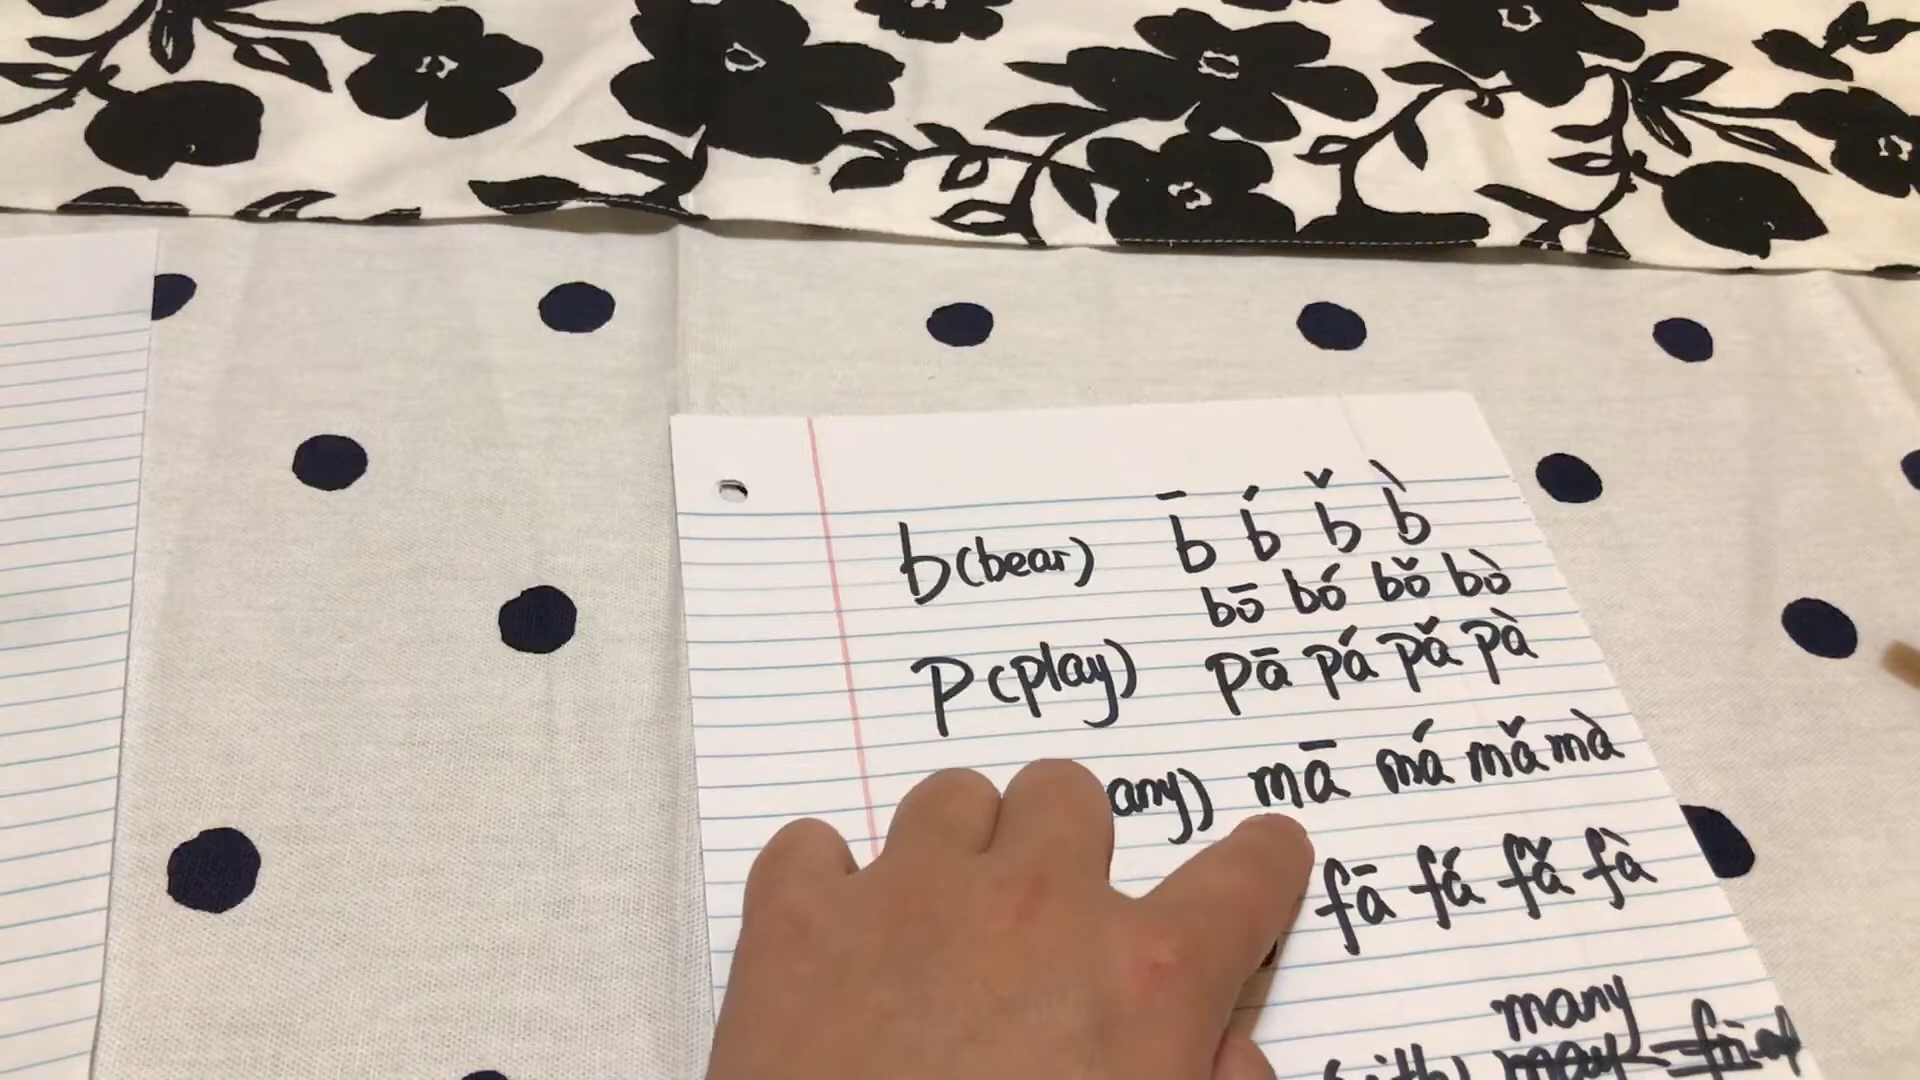 b(bear) b̄ b́ b̌ b̀
bō bó bǒ bò
p(play) pā pá pǎ pà
any) mā má mǎ mà
fā fá fǎ fà
many